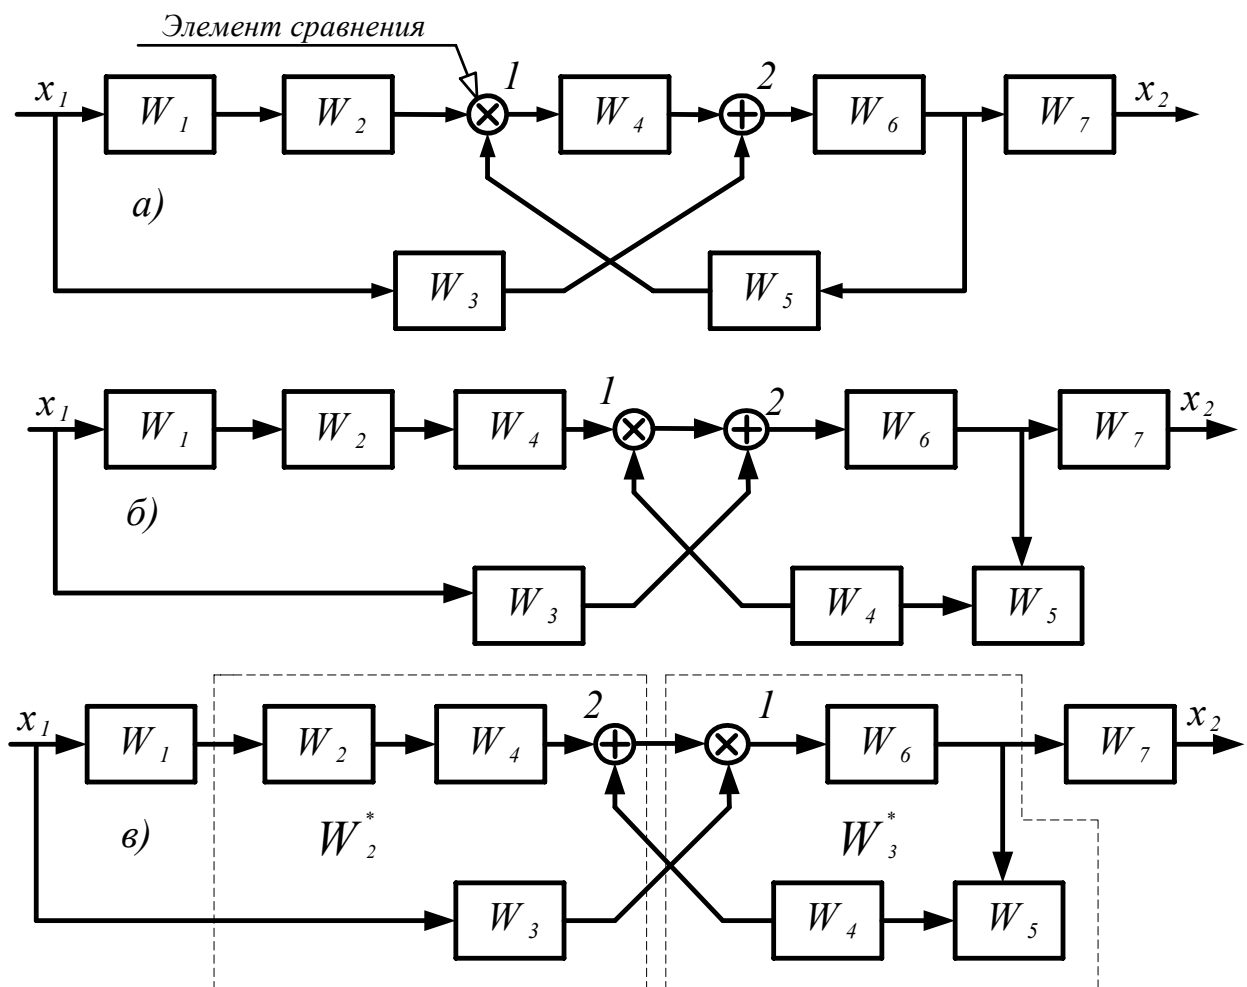 Элемент сравнения
x1 W1 W2 1 W4 2 W6 W7 x2
а)
W3 W5
x1 W1 W2 W4 1 2 W6 W7 x2
б)
W3 W4 W5
x1 W1 W2 W4 2 1 W6 W7 x2
в) W*2 W*3
W3 W4 W5